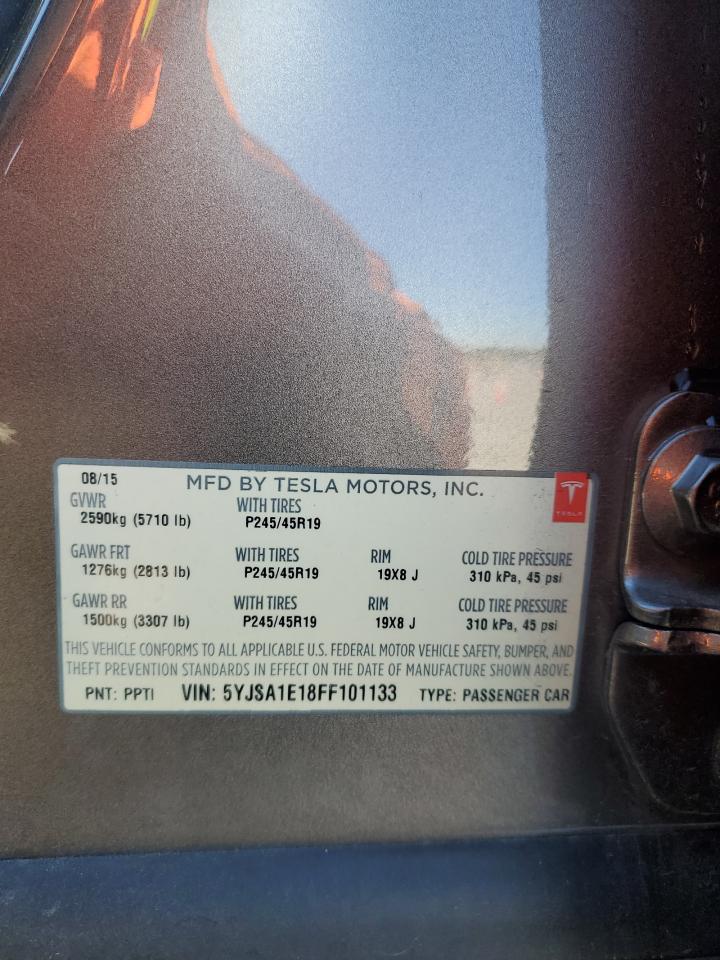 08/15 MFD BY TESLA MOTORS, INC.
GVWR WITH TIRES
2590kg (5710 lb) P245/45R19
TESLA
GAWR FRT WITH TIRES RIM COLD TIRE PRESSURE
1276kg (2813 lb) P245/45R19 19X8 J 310 kPa, 45 psi
GAWR RR WITH TIRES RIM COLD TIRE PRESSURE
1500kg (3307 lb) P245/45R19 19X8 J 310 kPa, 45 psi
THIS VEHICLE CONFORMS TO ALL APPLICABLE U.S. FEDERAL MOTOR VEHICLE SAFETY, BUMPER, AND
THEFT PREVENTION STANDARDS IN EFFECT ON THE DATE OF MANUFACTURE SHOWN ABOVE.
PNT: PPTI VIN: 5YJSA1E18FF101133 TYPE: PASSENGER CAR